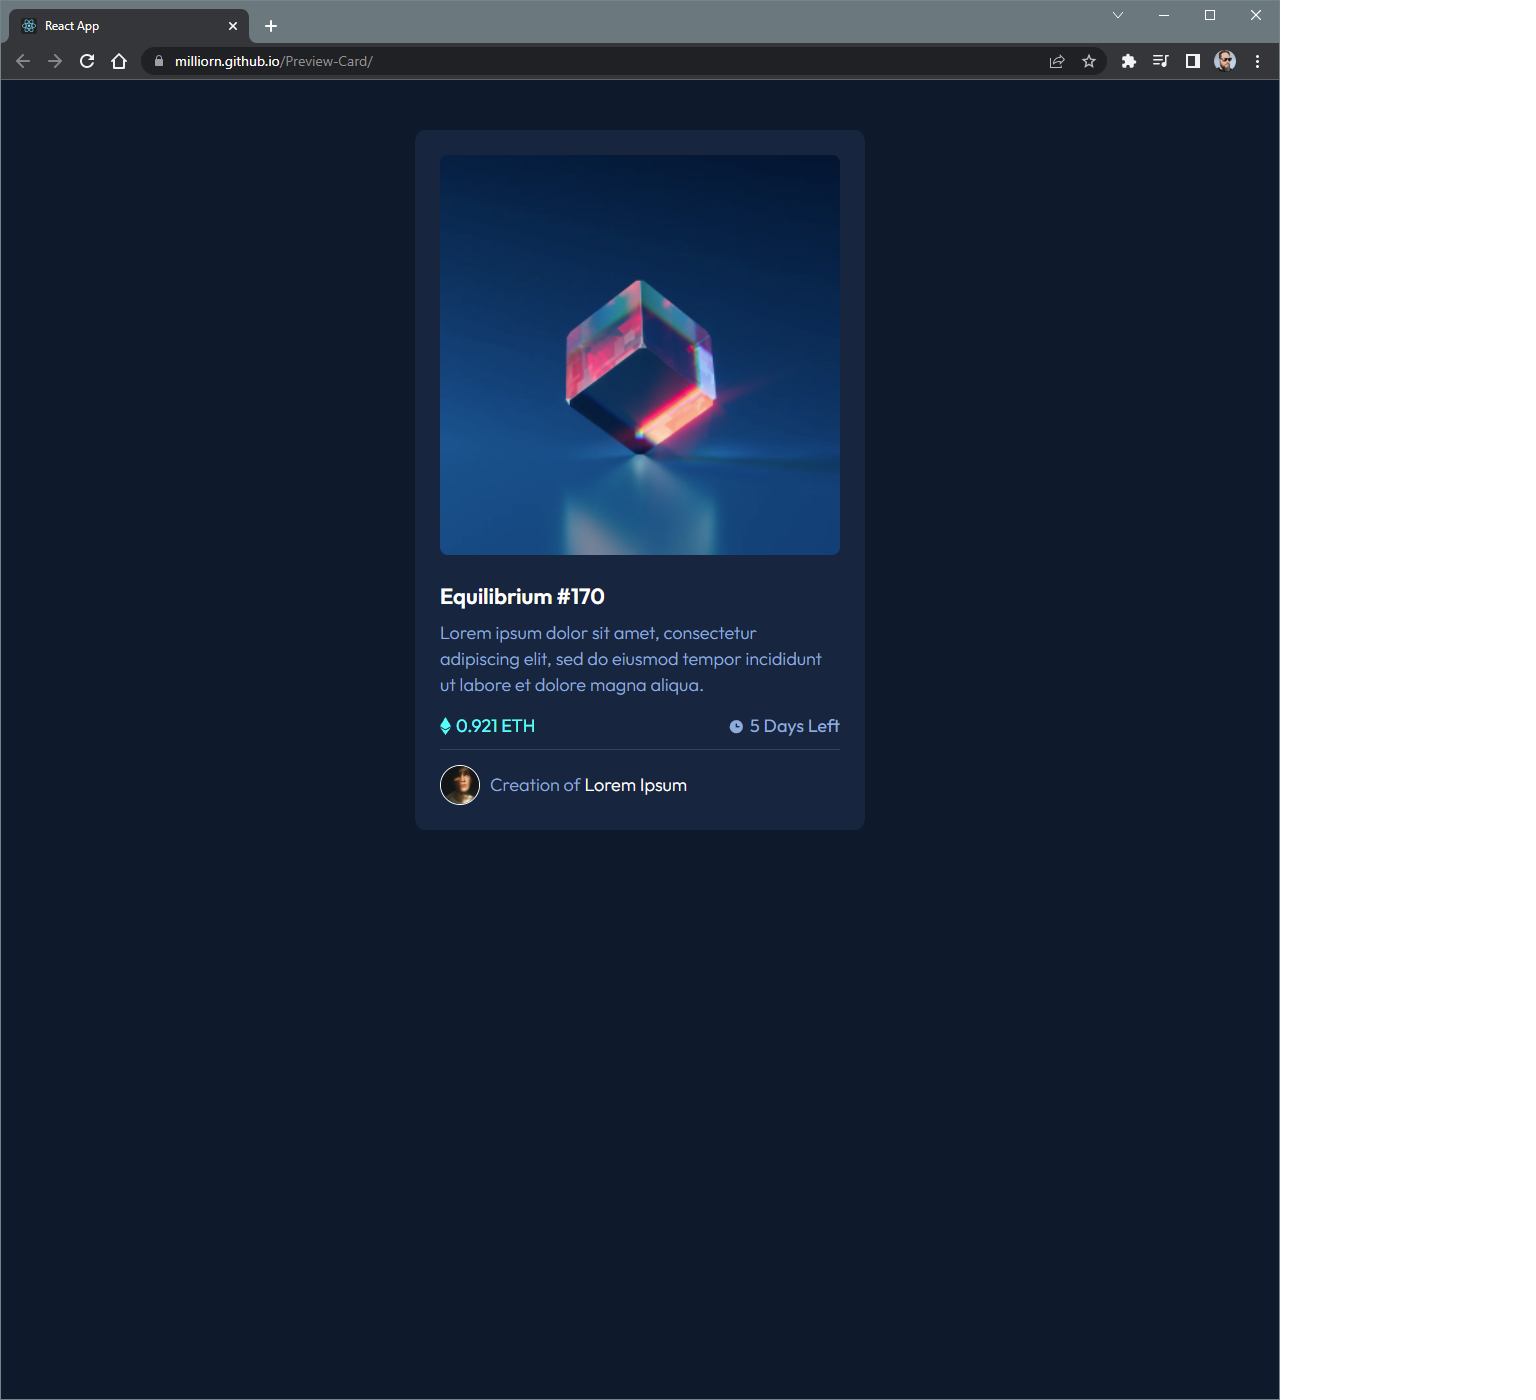 React App
milliorn.github.io/Preview-Card/
Equilibrium #170
Lorem ipsum dolor sit amet, consectetur
adipiscing elit, sed do eiusmod tempor incididunt
ut labore et dolore magna aliqua.
0.921 ETH
5 Days Left
Creation of Lorem Ipsum